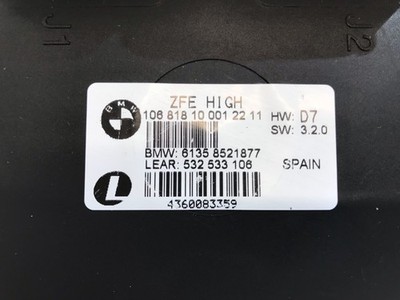 J1
J2
ZFE HIGH
BMW
106 818 10 001 22 11
HW: D7
SW: 3.2.0
BMW: 6135 8521877
LEAR: 532 533 106
SPAIN
L
4360083359